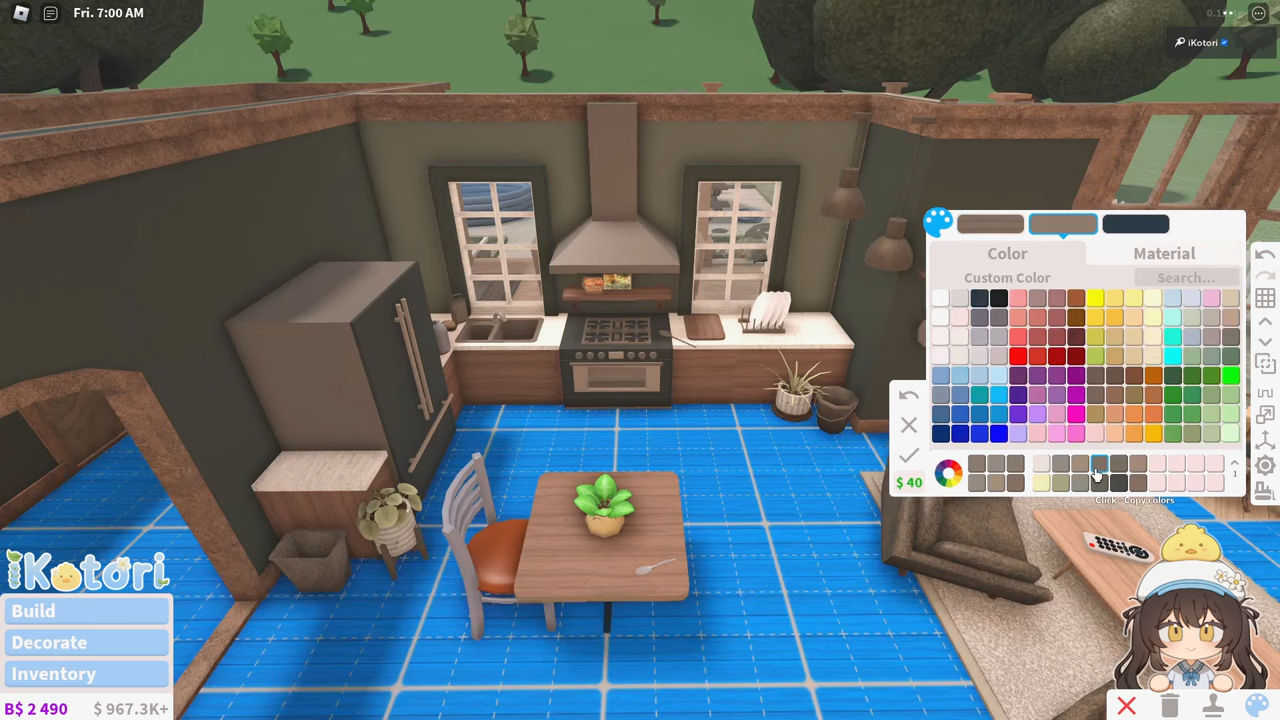 Fri. 7:00 AM
iKotori
Color
Material
Custom Color
Search...
$ 40
1
Click - Copy colors
iKotori
Build
Decorate
Inventory
B$ 2 490
$ 967.3K+